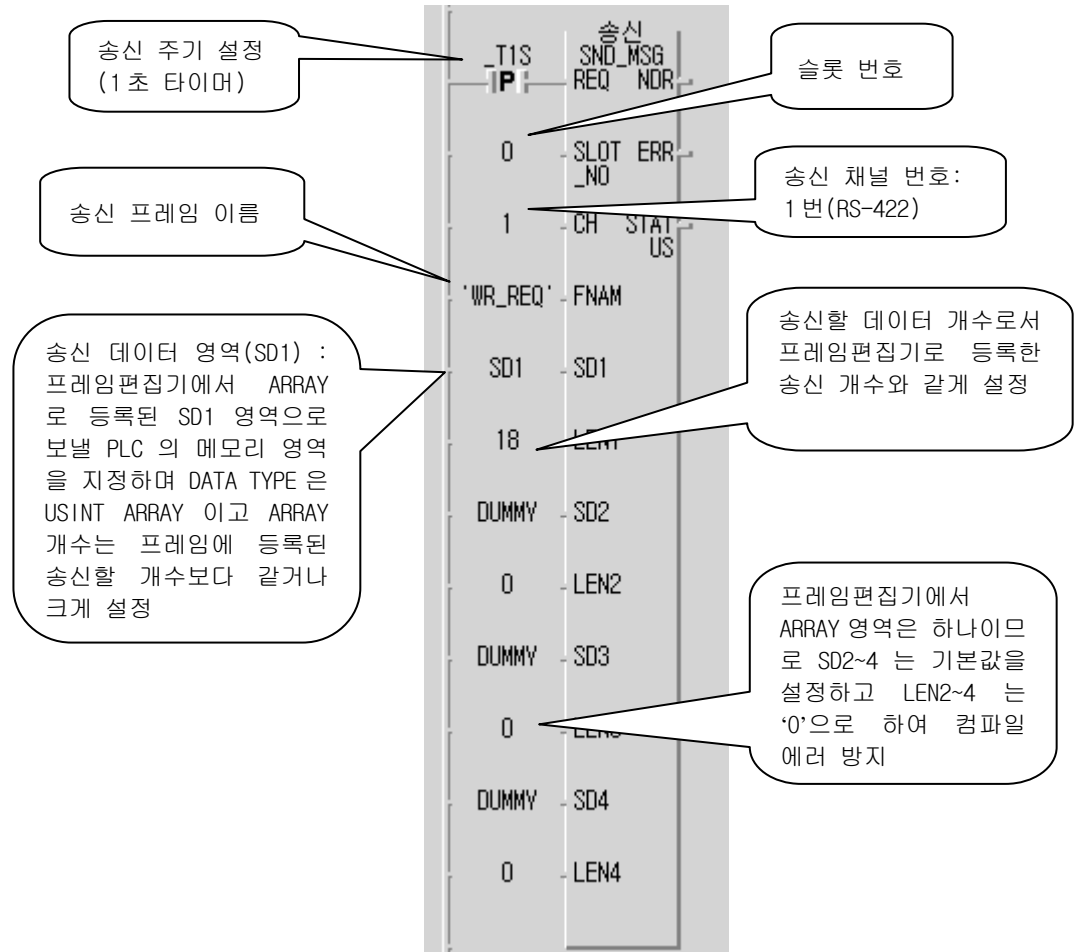 송신 주기 설정
(1초 타이머)
송신
_T1S SND_MSG
P REQ NDR
슬롯 번호
0 SLOT ERR
_NO
송신 채널 번호:
1번(RS-422)
송신 프레임 이름
1 CH STAT
US
'WR_REQ' FNAM
송신할 데이터 개수로서
프레임편집기로 등록한
송신 개수와 같게 설정
송신 데이터 영역(SD1) :
프레임편집기에서 ARRAY
로 등록된 SD1 영역으로
보낼 PLC 의 메모리 영역
을 지정하며 DATA TYPE 은
USINT ARRAY 이고 ARRAY
개수는 프레임에 등록된
송신할 개수보다 같거나
크게 설정
SD1 SD1
18 LEN1
DUMMY SD2
0 LEN2
프레임편집기에서
ARRAY 영역은 하나이므
로 SD2~4 는 기본값을
설정하고 LEN2~4 는
‘0’으로 하여 컴파일
에러 방지
DUMMY SD3
0 LEN3
DUMMY SD4
0 LEN4